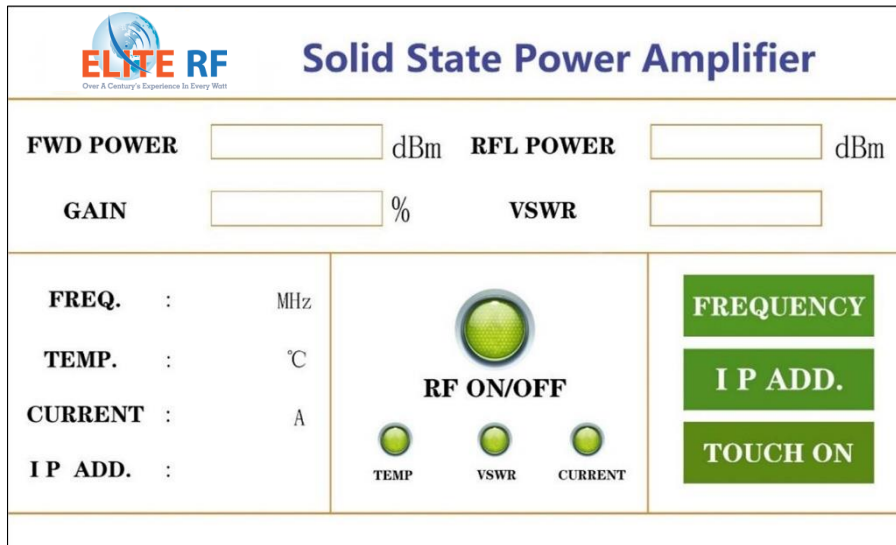 ELITE RF
Over A Century's Experience In Every Watt
Solid State Power Amplifier
FWD POWER dBm RFL POWER dBm
GAIN % VSWR
FREQ. : MHz
TEMP. : ℃
CURRENT : A
I P ADD. :
RF ON/OFF
TEMP VSWR CURRENT
FREQUENCY
I P ADD.
TOUCH ON